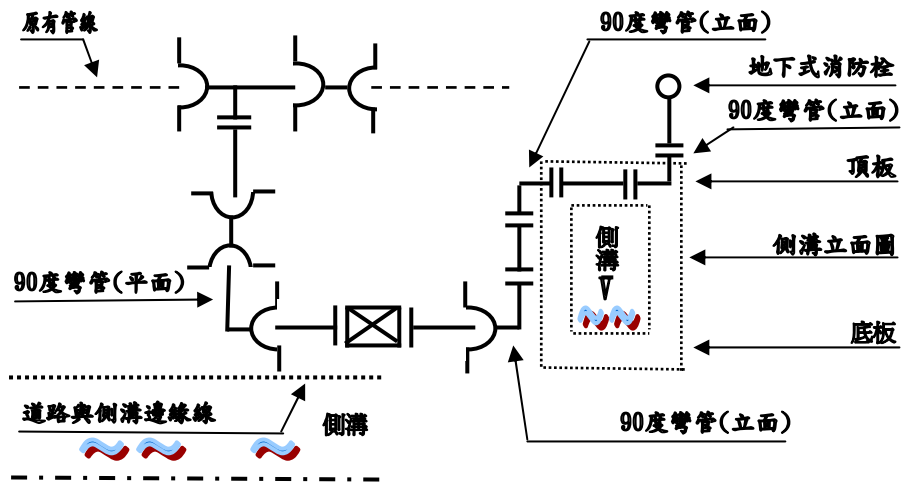 原有管線
90度彎管(立面)
地下式消防栓
90度彎管(立面)
頂板
側溝
側溝立面圖
90度彎管(平面)
底板
道路與側溝邊緣線
側溝
90度彎管(立面)